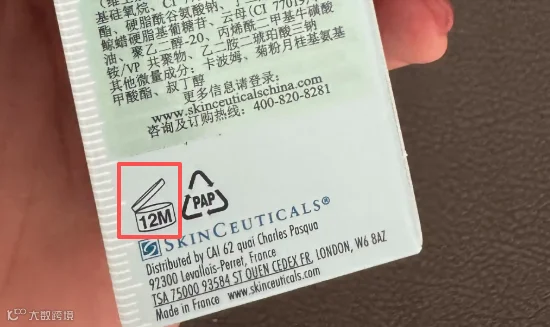 基硅氧烷、CI 77
酯、硬脂酰谷氨酸钠、
鲸蜡硬脂基葡糖苷、云母(CI 77019)、
油、聚乙二醇-20、丙烯酰二甲基牛磺酸
铵/VP 共聚物、乙二胺二琥珀酸三钠
其他微量成分：卡波姆、菊粉月桂基氨基
甲酸酯、叔丁醇
更多信息请登录：
www.skinceuticalschina.com
咨询及订购热线：400-820-8281
12M
PAP
SKINCEUTICALS®
Distributed by CAI 62 quai Charles Pasqua
92300 Levallois-Perret, France
TSA 75000 93584 ST OUEN CEDEX FR, LONDON, W6 8AZ
Made in France www.skinceuticals.com
大数跨境